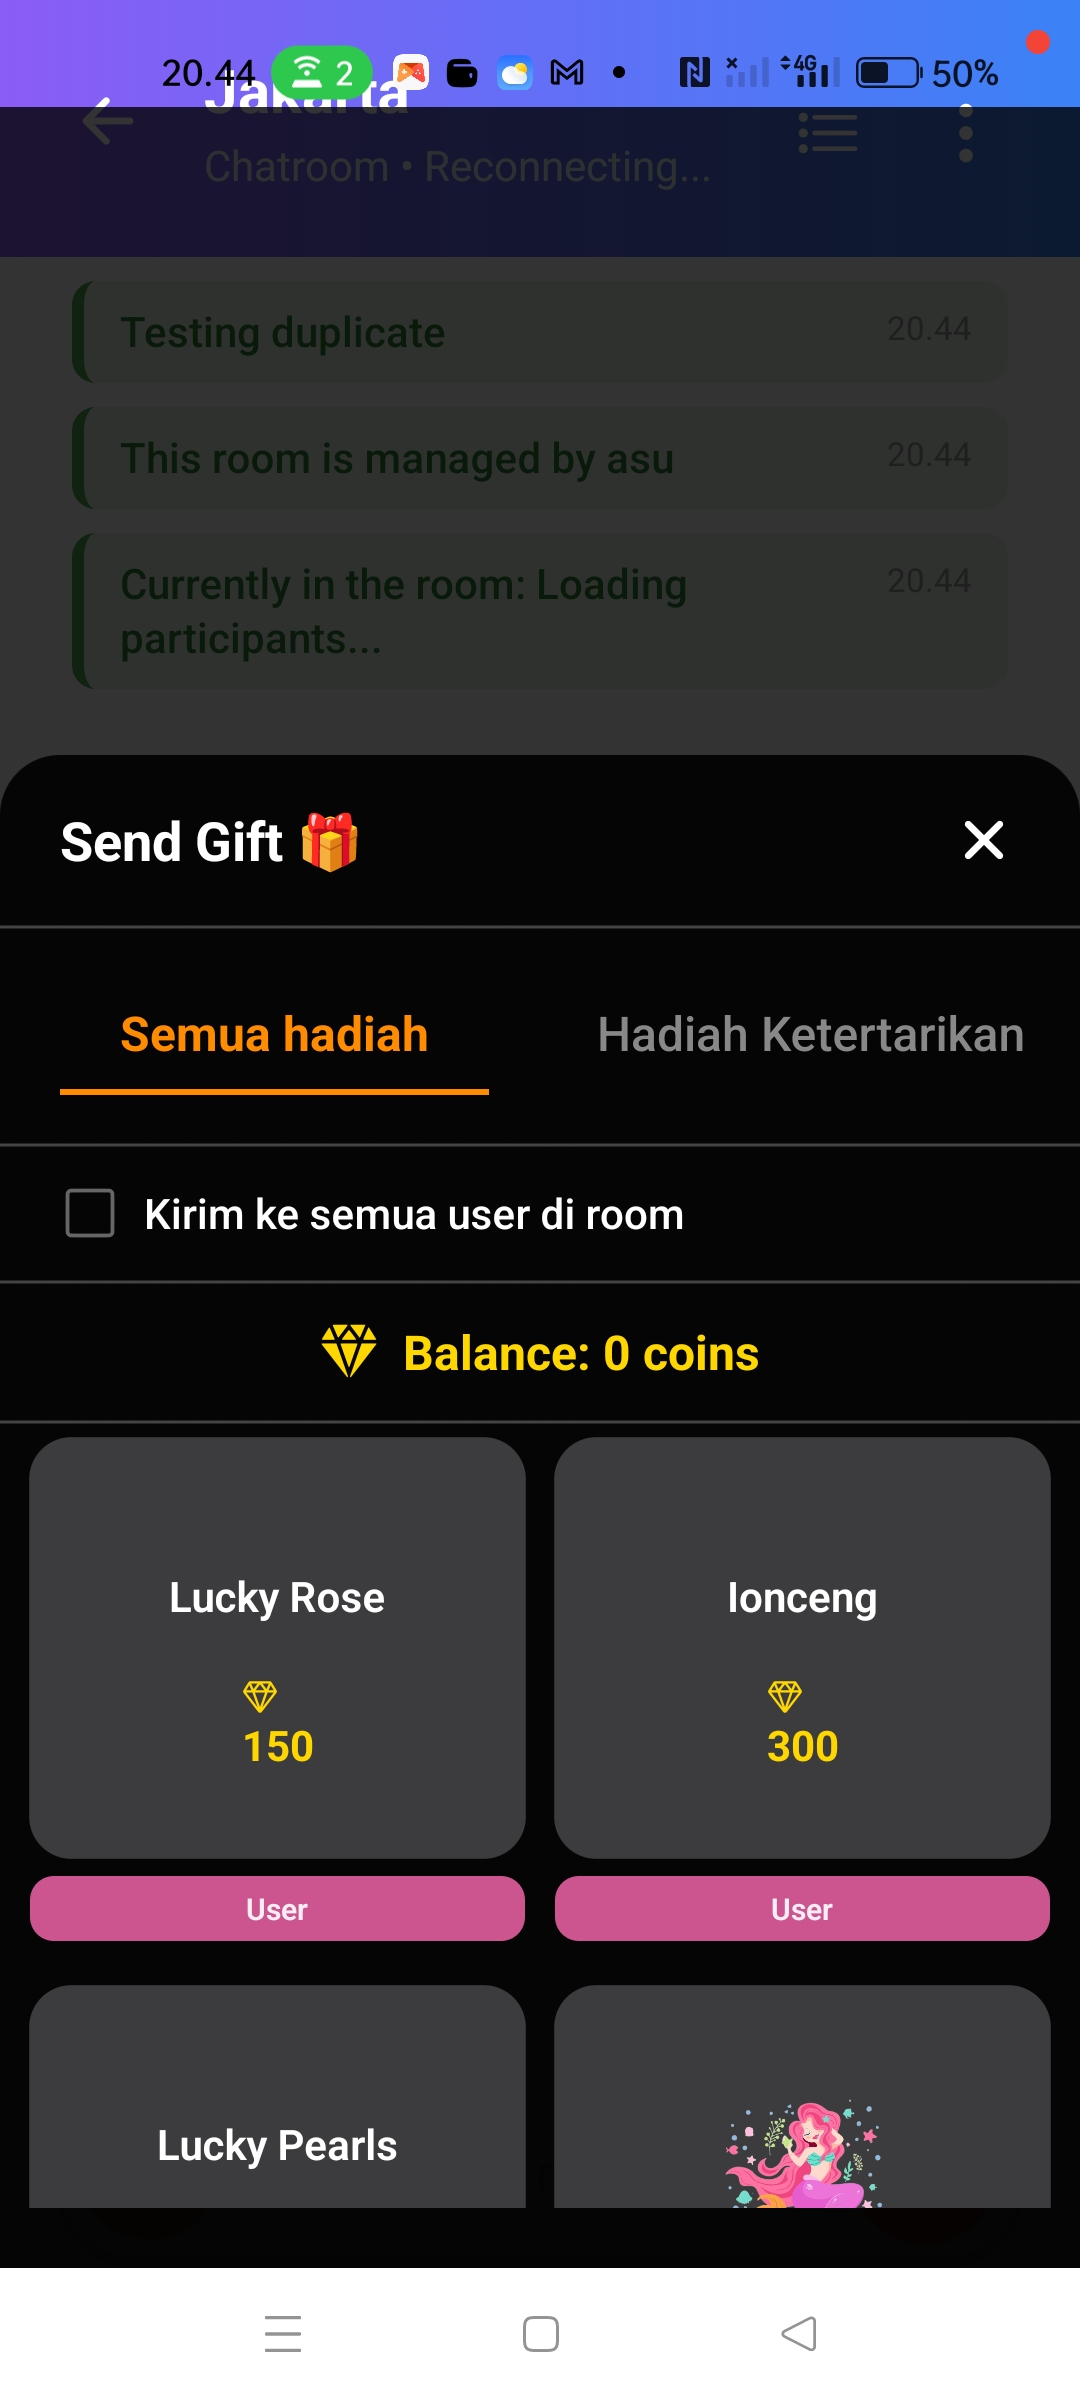 20.44
2
4G
50%
Jakarta
Chatroom • Reconnecting...
Testing duplicate
20.44
This room is managed by asu
20.44
Currently in the room: Loading
participants...
20.44
Send Gift 🎁
Semua hadiah
Hadiah Ketertarikan
Kirim ke semua user di room
Balance: 0 coins
Lucky Rose
lonceng
150
300
User
User
Lucky Pearls